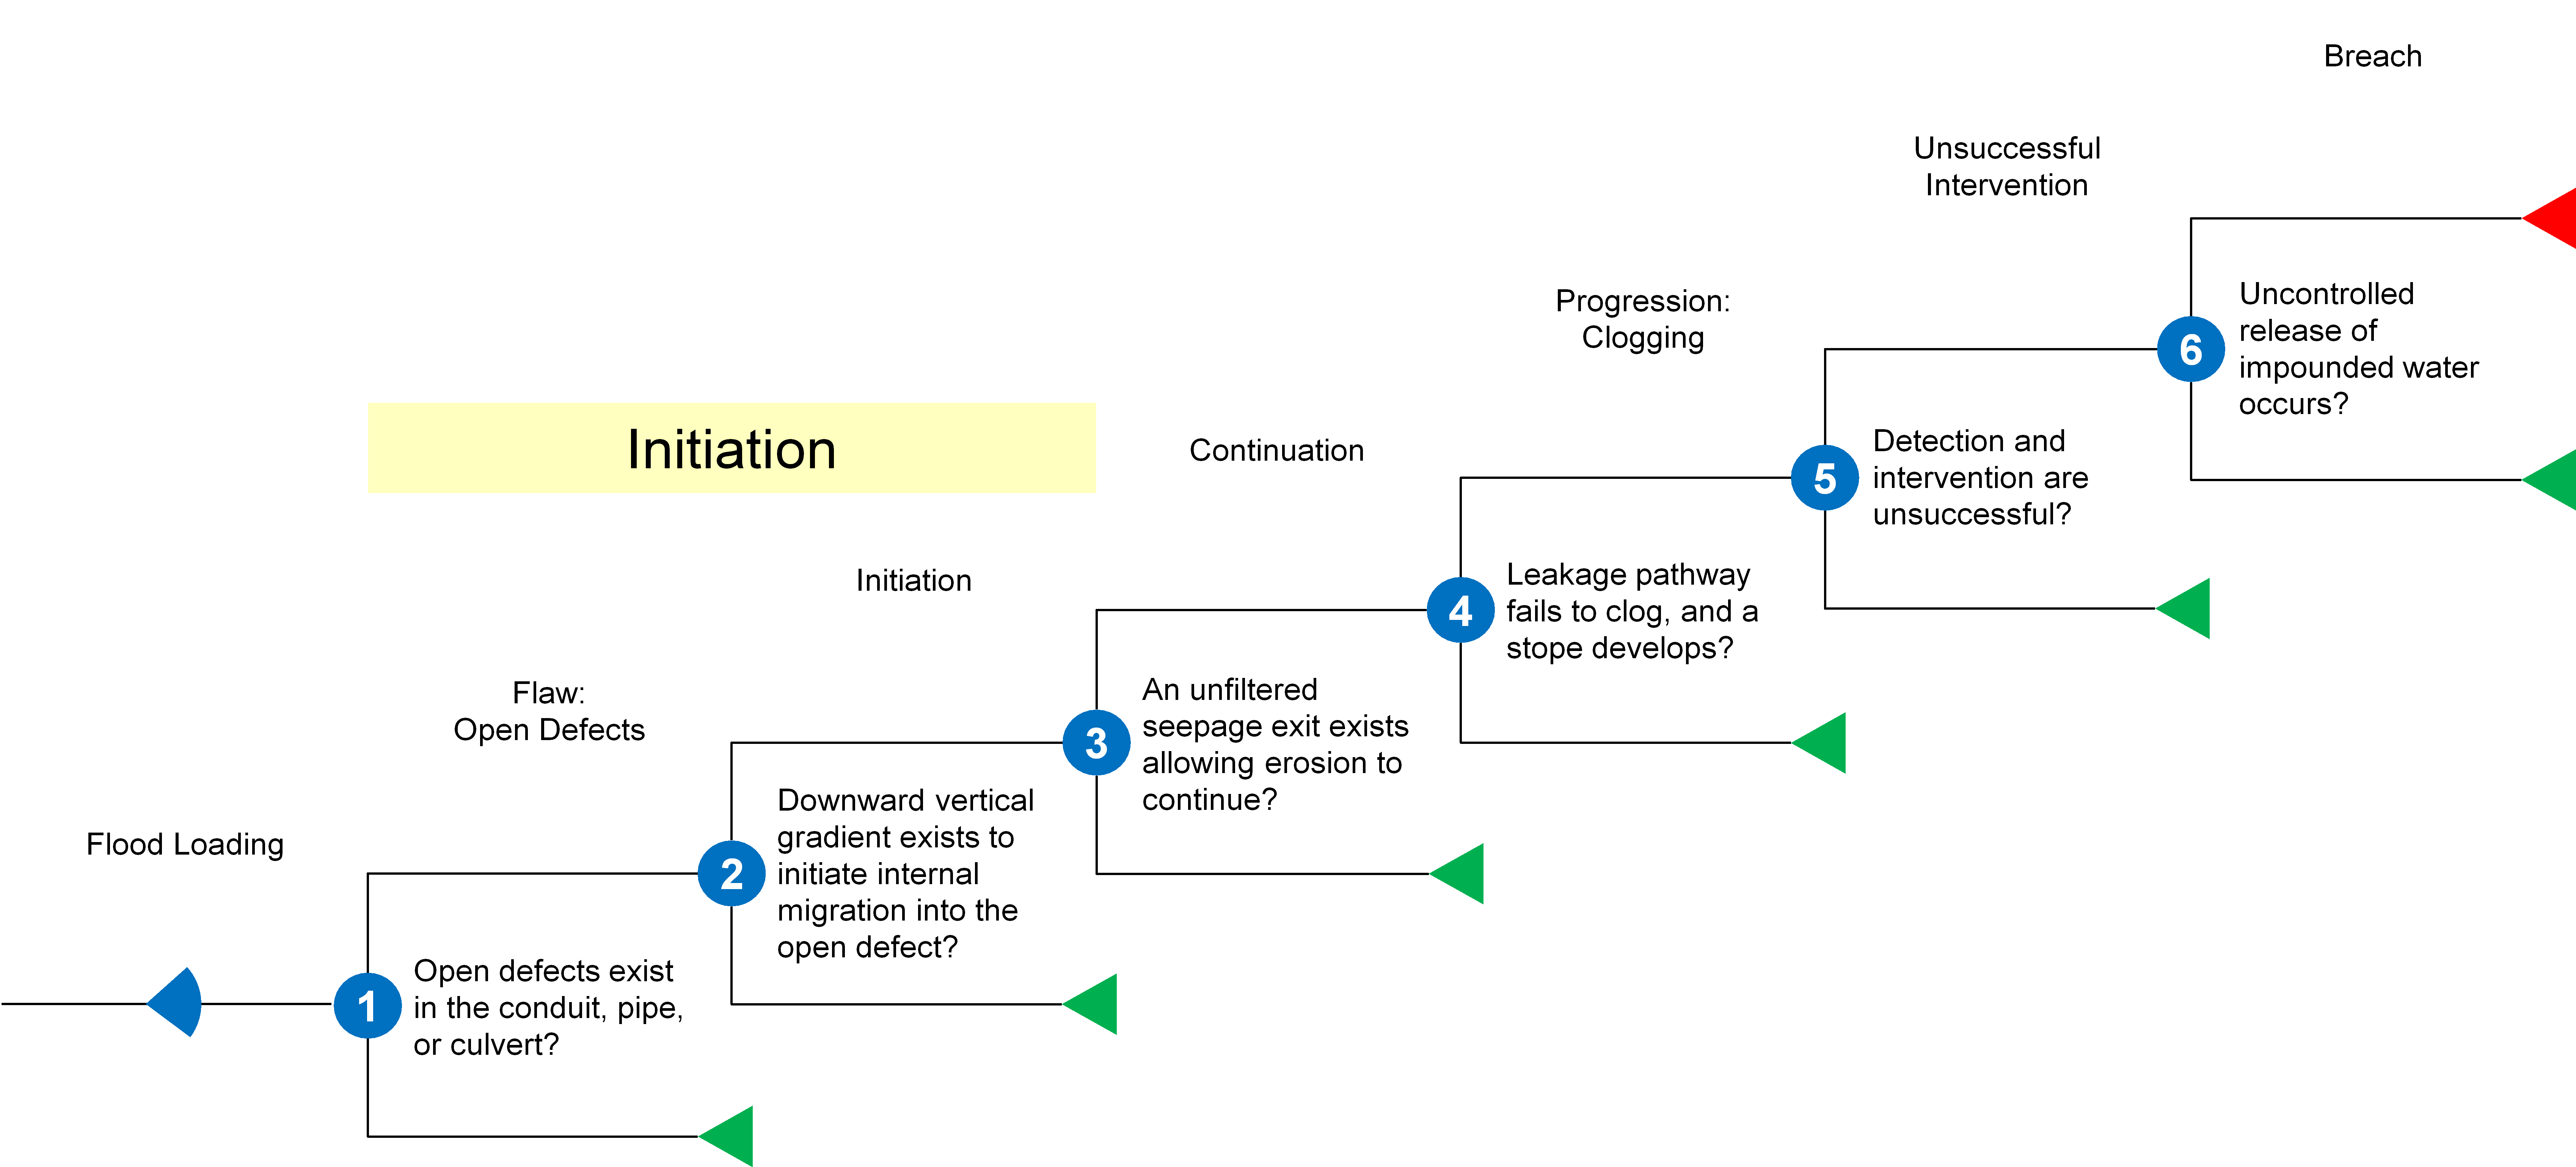 Breach
Unsuccessful
Intervention
Uncontrolled
release of
impounded water
occurs?
6
Progression:
Clogging
Detection and
intervention are
unsuccessful?
5
Initiation
Continuation
Leakage pathway
fails to clog, and a
stope develops?
4
Initiation
An unfiltered
seepage exit exists
allowing erosion to
continue?
3
Flaw:
Open Defects
Downward vertical
gradient exists to
initiate internal
migration into the
open defect?
2
Flood Loading
Open defects exist
in the conduit, pipe,
or culvert?
1